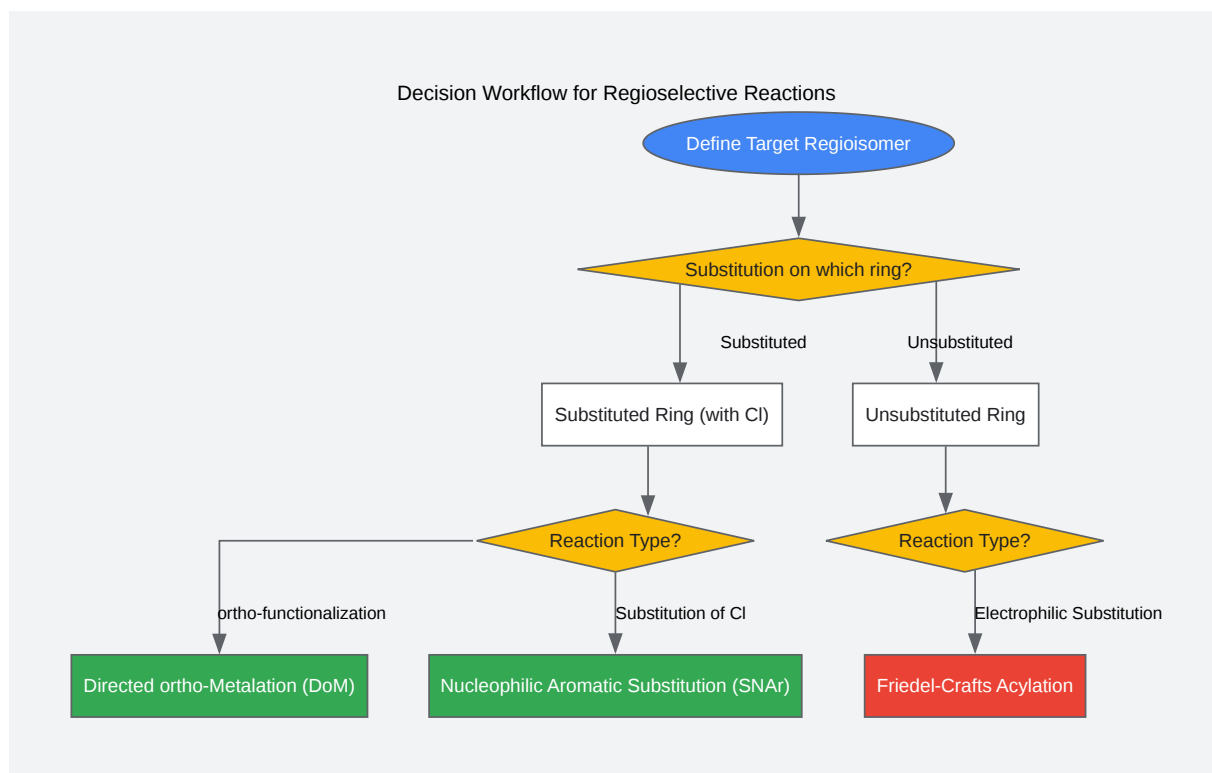 Decision Workflow for Regioselective Reactions
Define Target Regioisomer
Substitution on which ring?
Substituted
Unsubstituted
Substituted Ring (with Cl)
Unsubstituted Ring
Reaction Type?
Reaction Type?
ortho-functionalization
Substitution of Cl
Electrophilic Substitution
Directed ortho-Metalation (DoM)
Nucleophilic Aromatic Substitution (SNAr)
Friedel-Crafts Acylation